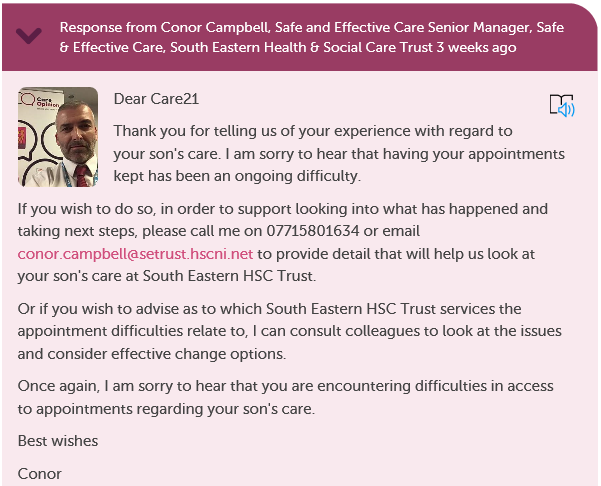 Response from Conor Campbell, Safe and Effective Care Senior Manager, Safe
& Effective Care, South Eastern Health & Social Care Trust 3 weeks ago
Care
Opinion
Dear Care21
Thank you for telling us of your experience with regard to
your son's care. I am sorry to hear that having your appointments
kept has been an ongoing difficulty.
If you wish to do so, in order to support looking into what has happened and
taking next steps, please call me on 07715801634 or email
conor.campbell@setrust.hscni.net to provide detail that will help us look at
your son's care at South Eastern HSC Trust.
Or if you wish to advise as to which South Eastern HSC Trust services the
appointment difficulties relate to, I can consult colleagues to look at the issues
and consider effective change options.
Once again, I am sorry to hear that you are encountering difficulties in access
to appointments regarding your son's care.
Best wishes
Conor